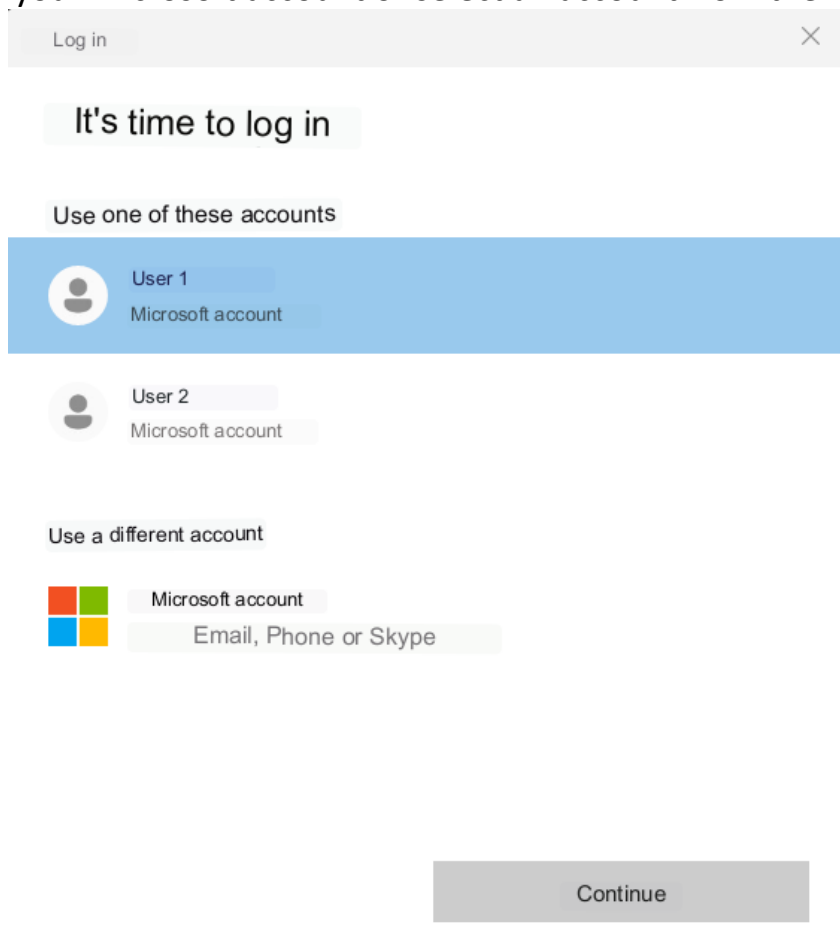 Log in
It's time to log in
Use one of these accounts
User 1
Microsoft account
User 2
Microsoft account
Use a different account
Microsoft account
Email, Phone or Skype
Continue